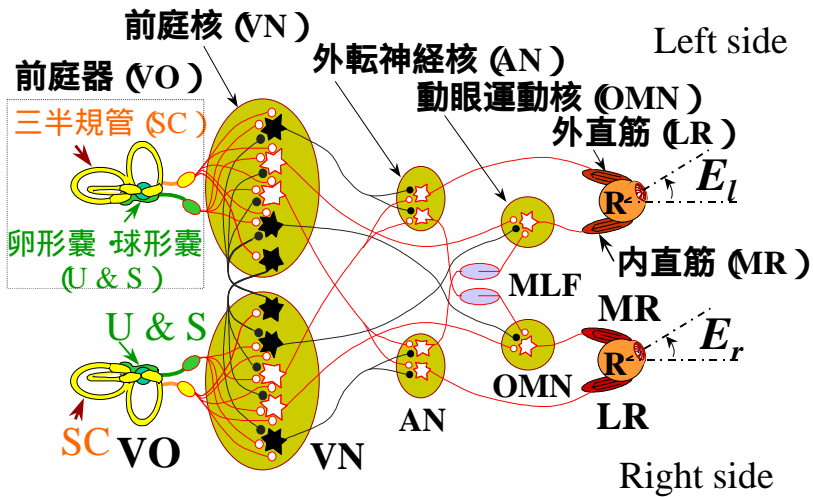 前庭核 (VN)
Left side
外転神経核 (AN)
前庭器 (VO)
動眼運動核 (OMN)
三半規管 (SC)
外直筋 (LR)
R
E_l
卵形嚢・球形嚢
(U & S)
内直筋 (MR)
MLF
MR
U & S
E_r
R
OMN
LR
AN
SC
VO
VN
Right side